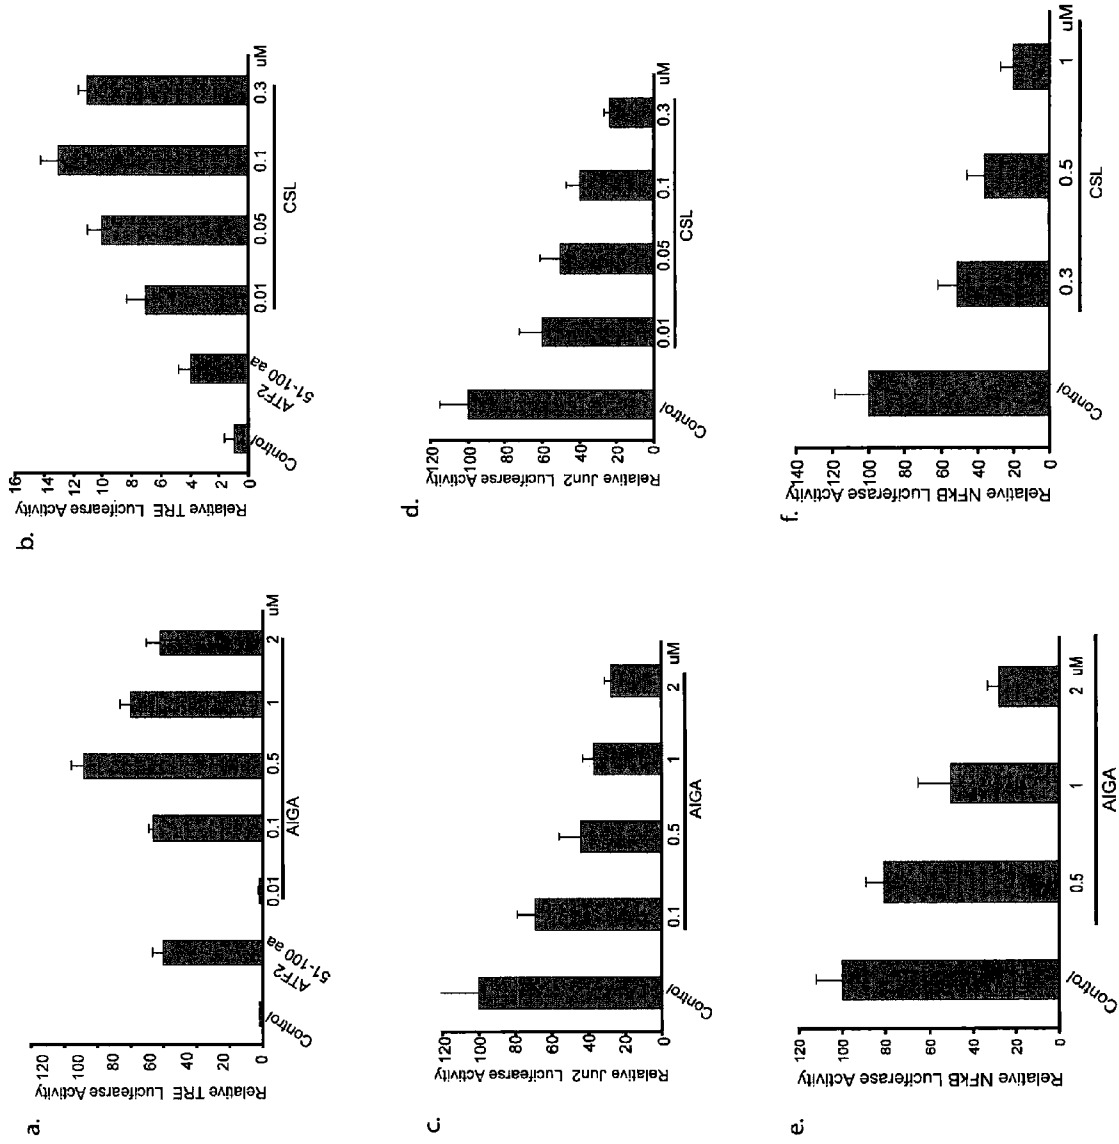 a.
Relative TRE Lucifearse Activity
120
100
80
60
40
20
0
Control
ATF2
51-100 aa
0.01 0.1 0.5 1 2 uM
AIGA
b.
Relative TRE Lucifearse Activity
16
14
12
10
8
6
4
2
0
Control
ATF2
51-100 aa
0.01 0.05 0.1 0.3 uM
CSL
c.
Relative Jun2 Lucifearse Activity
120
100
80
60
40
20
0
Control
0.1 0.5 1 2 uM
AIGA
d.
Relative Jun2 Lucifearse Activity
120
100
80
60
40
20
0
Control
0.01 0.05 0.1 0.3 uM
CSL
e.
Relative NFkB Luciferase Activity
120
100
80
60
40
20
0
Control
0.5 1 2 uM
AIGA
f.
Relative NFkB Luciferase Activity
140
120
100
80
60
40
20
0
Control
0.3 0.5 1 uM
CSL